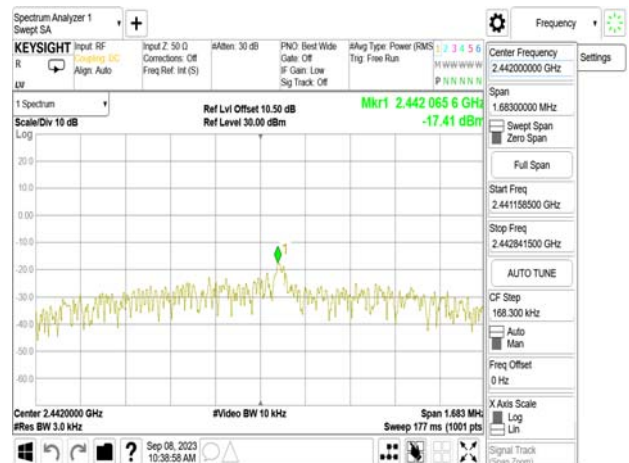 Spectrum Analyzer 1
Swept SA
+
Frequency
KEYSIGHT
R
Input: RF
Coupling: DC
Align: Auto
Input Z: 50 Ω
Corrections: Off
Freq Ref: Int (S)
#Atten: 30 dB
PNO: Best Wide
Gate: Off
IF Gain: Low
Sig Track: Off
#Avg Type: Power (RMS
Trig: Free Run
1 2 3 4 5 6
M W W W W W
P N N N N N
Settings
1 Spectrum
Scale/Div 10 dB
Log
Ref Lvl Offset 10.50 dB
Ref Level 30.00 dBm
Mkr1 2.442 065 6 GHz
-17.41 dBm
20.0
10.0
0.00
-10.0
-20.0
-30.0
-40.0
-50.0
-60.0
1
Center 2.4420000 GHz
#Res BW 3.0 kHz
#Video BW 10 kHz
Span 1.683 MHz
Sweep 177 ms (1001 pts
Center Frequency
2.442000000 GHz
Span
1.68300000 MHz
Swept Span
Zero Span
Full Span
Start Freq
2.441158500 GHz
Stop Freq
2.442841500 GHz
AUTO TUNE
CF Step
168.300 kHz
Auto
Man
Freq Offset
0 Hz
X Axis Scale
Log
Lin
Signal Track
(Span Zoom)
?
Sep 08, 2023
10:38:58 AM